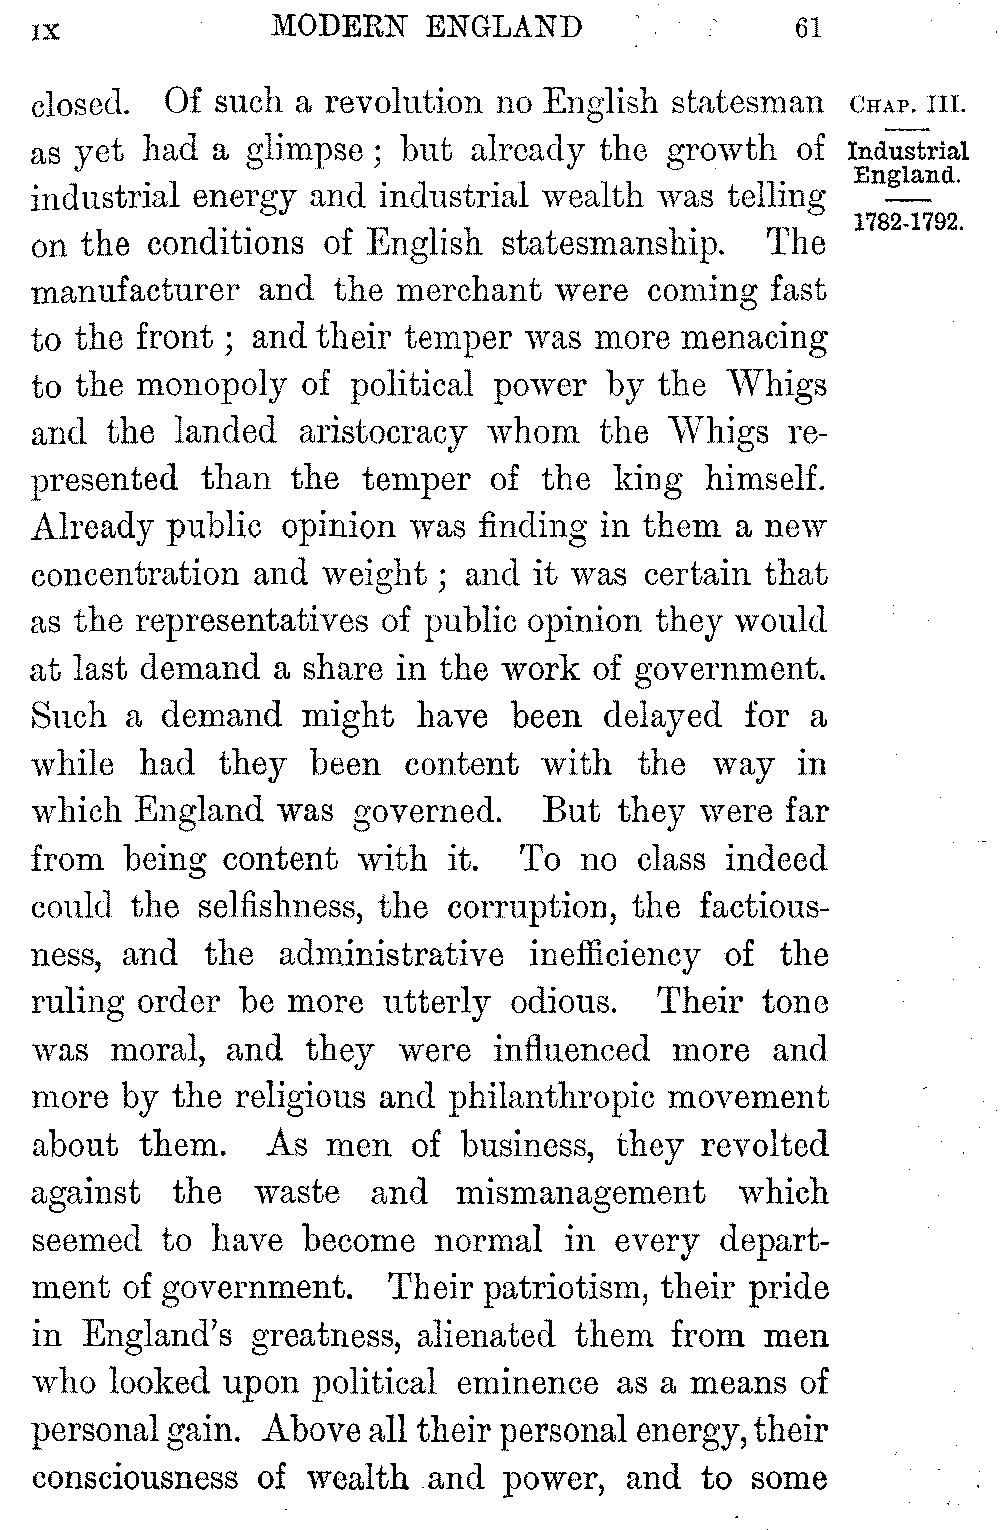 IX MODERN ENGLAND 61
closed. Of such a revolution no English statesman
as yet had a glimpse; but already the growth of
industrial energy and industrial wealth was telling
on the conditions of English statesmanship. The
manufacturer and the merchant were coming fast
to the front; and their temper was more menacing
to the monopoly of political power by the Whigs
and the landed aristocracy whom the Whigs re-
presented than the temper of the king himself.
Already public opinion was finding in them a new
concentration and weight; and it was certain that
as the representatives of public opinion they would
at last demand a share in the work of government.
Such a demand might have been delayed for a
while had they been content with the way in
which England was governed. But they were far
from being content with it. To no class indeed
could the selfishness, the corruption, the factious-
ness, and the administrative inefficiency of the
ruling order be more utterly odious. Their tone
was moral, and they were influenced more and
more by the religious and philanthropic movement
about them. As men of business, they revolted
against the waste and mismanagement which
seemed to have become normal in every depart-
ment of government. Their patriotism, their pride
in England's greatness, alienated them from men
who looked upon political eminence as a means of
personal gain. Above all their personal energy, their
consciousness of wealth and power, and to some
CHAP. III.
Industrial
England.
1782-1792.